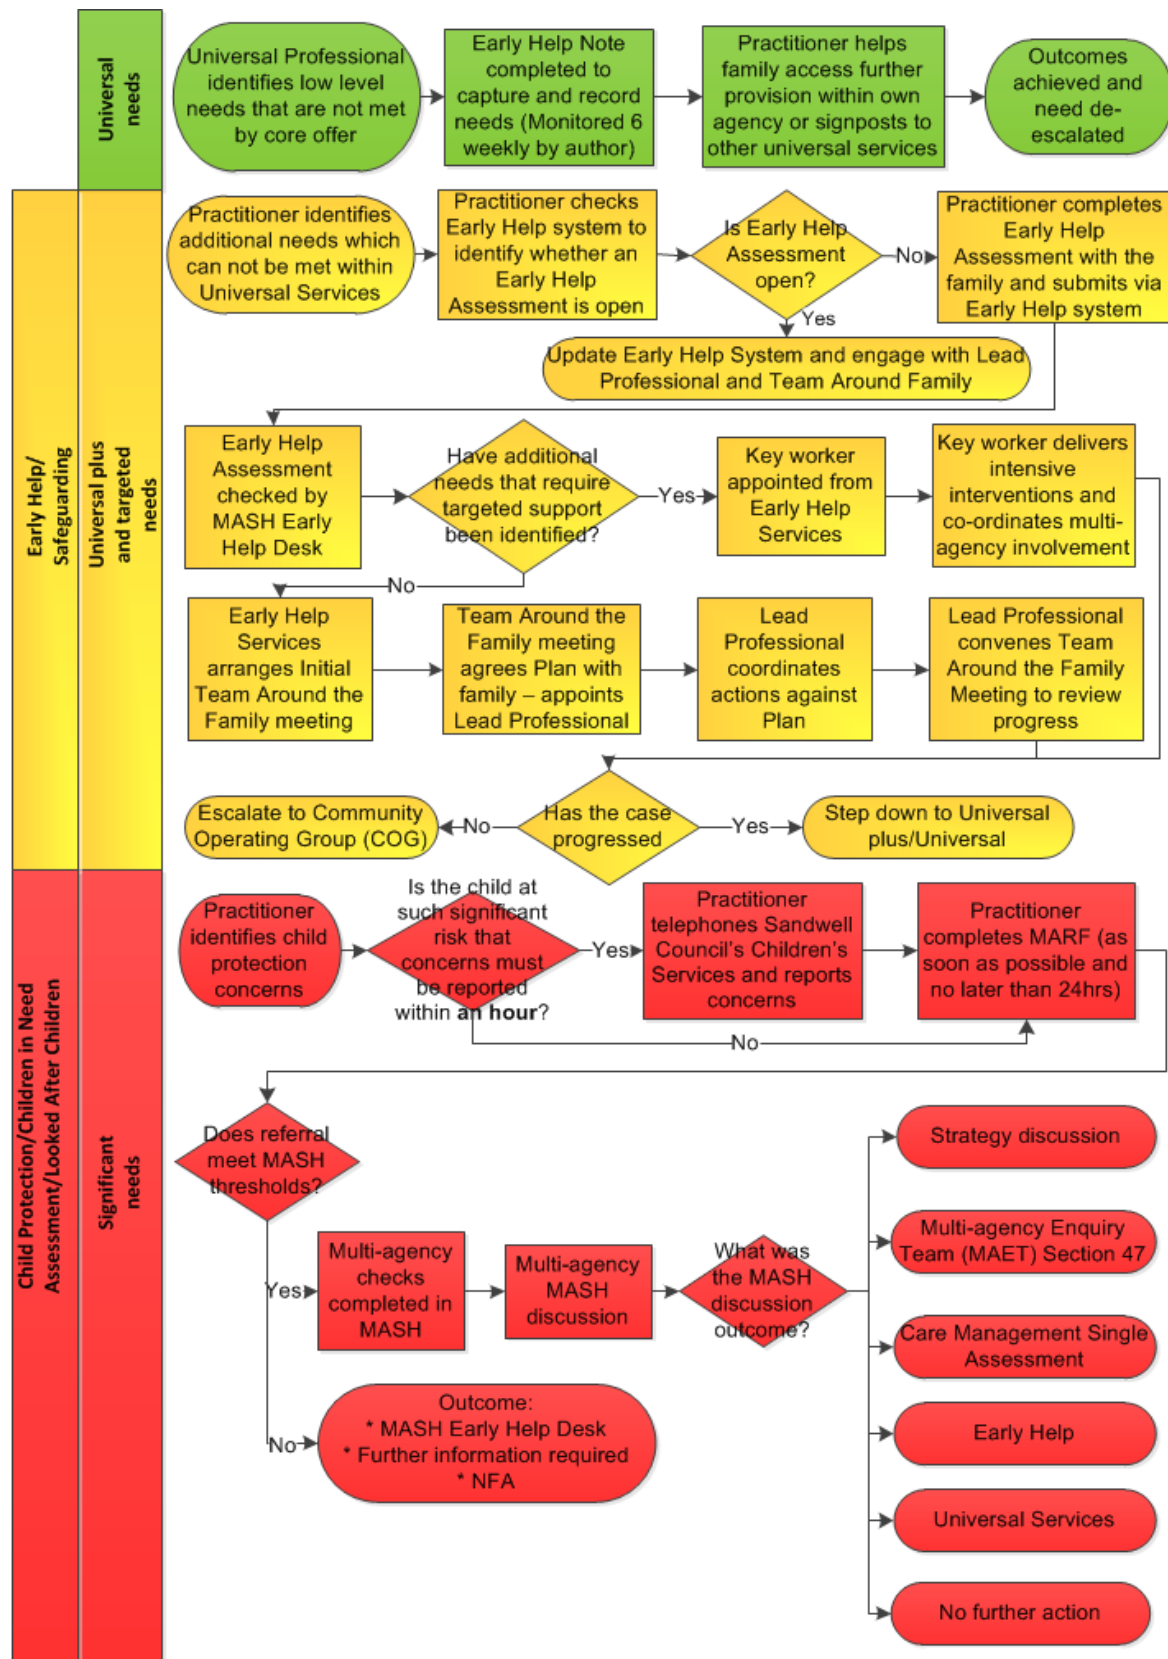 Universal
needs
Universal Professional
identifies low level
needs that are not met
by core offer
Early Help Note
completed to
capture and record
needs (Monitored 6
weekly by author)
Practitioner helps
family access further
provision within own
agency or signposts to
other universal services
Outcomes
achieved and
need de-
escalated
Early Help/
Safeguarding
Universal plus
and targeted
needs
Practitioner identifies
additional needs which
can not be met within
Universal Services
Practitioner checks
Early Help system to
identify whether an
Early Help
Assessment is open
Is Early Help
Assessment
open?
No
Practitioner completes
Early Help
Assessment with the
family and submits via
Early Help system
Yes
Update Early Help System and engage with Lead
Professional and Team Around Family
Early Help
Assessment
checked by
MASH Early
Help Desk
Have additional
needs that require
targeted support
been identified?
Yes
Key worker
appointed from
Early Help
Services
Key worker delivers
intensive
interventions and
co-ordinates multi-
agency involvement
No
Early Help
Services
arranges Initial
Team Around the
Family meeting
Team Around the
Family meeting
agrees Plan with
family – appoints
Lead Professional
Lead
Professional
coordinates
actions against
Plan
Lead Professional
convenes Team
Around the Family
Meeting to review
progress
Escalate to Community
Operating Group (COG)
No
Has the case
progressed
Yes
Step down to Universal
plus/Universal
Child Protection/Children in Need
Assessment/Looked After Children
Significant
needs
Practitioner
identifies child
protection
concerns
Is the child at
such significant
risk that
concerns must
be reported
within an hour?
Yes
Practitioner
telephones Sandwell
Council's Children's
Services and reports
concerns
Practitioner
completes MARF (as
soon as possible and
no later than 24hrs)
No
Does referral
meet MASH
thresholds?
Yes
Multi-agency
checks
completed in
MASH
Multi-agency
MASH
discussion
What was
the MASH
discussion
outcome?
Strategy discussion
Multi-agency Enquiry
Team (MAET) Section 47
Care Management Single
Assessment
Early Help
Universal Services
No further action
No
Outcome:
* MASH Early Help Desk
* Further information required
* NFA